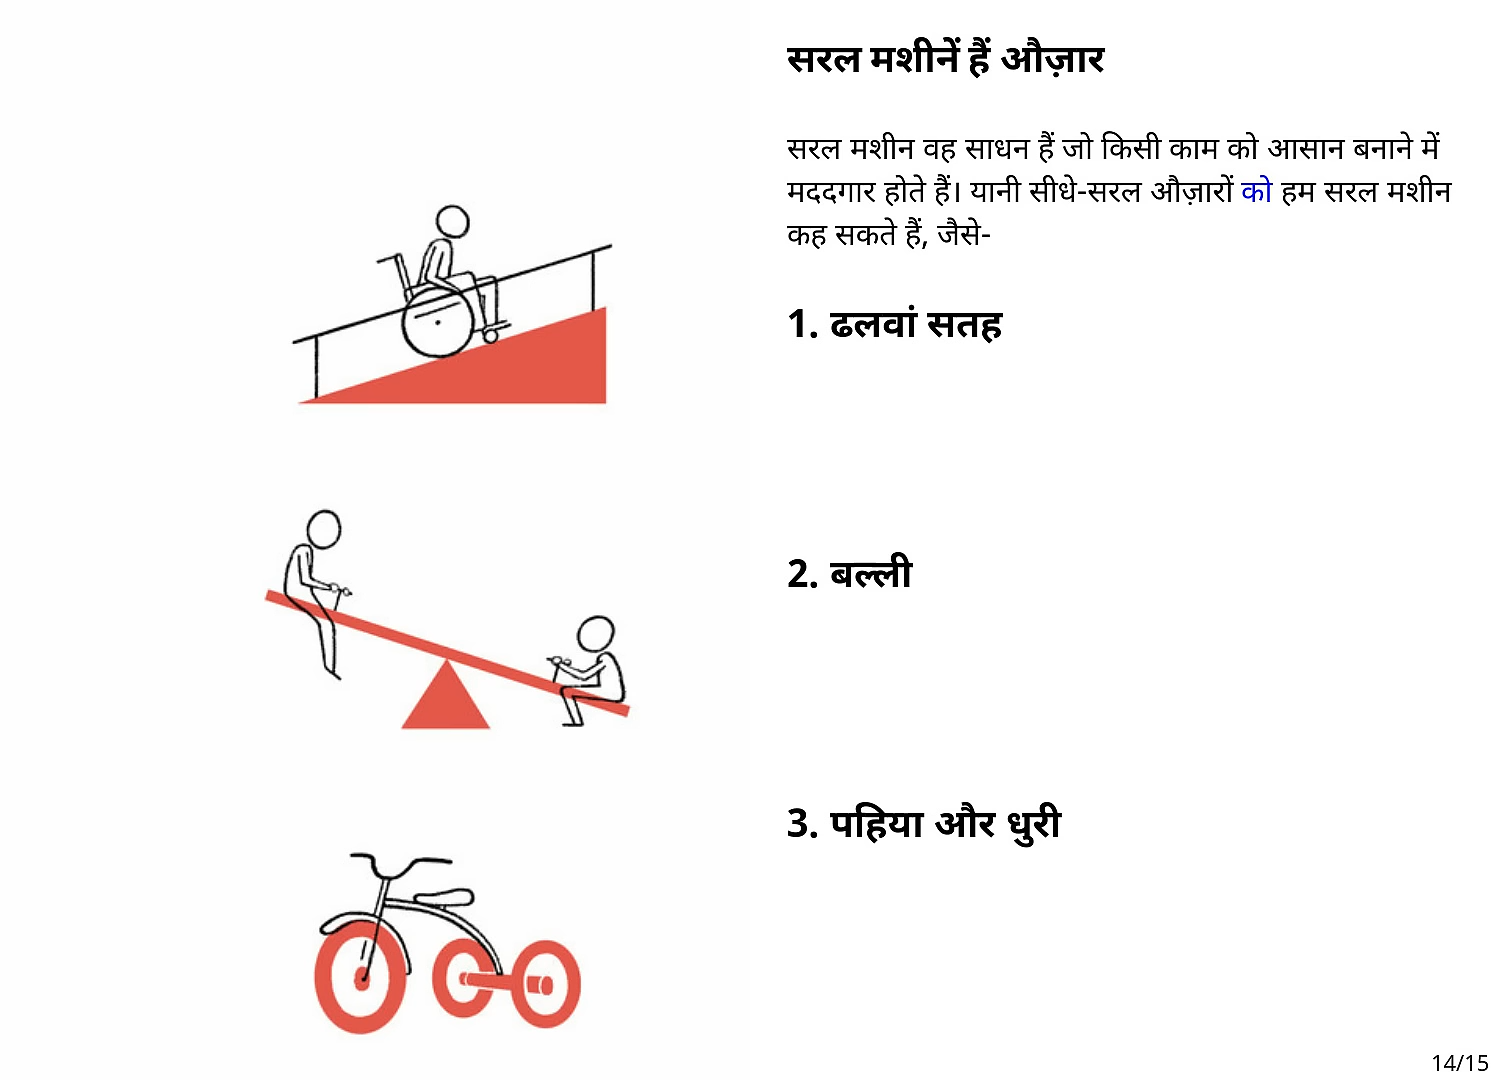 सरल मशीनें हैं औज़ार
सरल मशीन वह साधन हैं जो किसी काम को आसान बनाने में
मददगार होते हैं। यानी सीधे-सरल औज़ारों को हम सरल मशीन
कह सकते हैं, जैसे-
1. ढलवां सतह
2. बल्ली
3. पहिया और धुरी
14/15